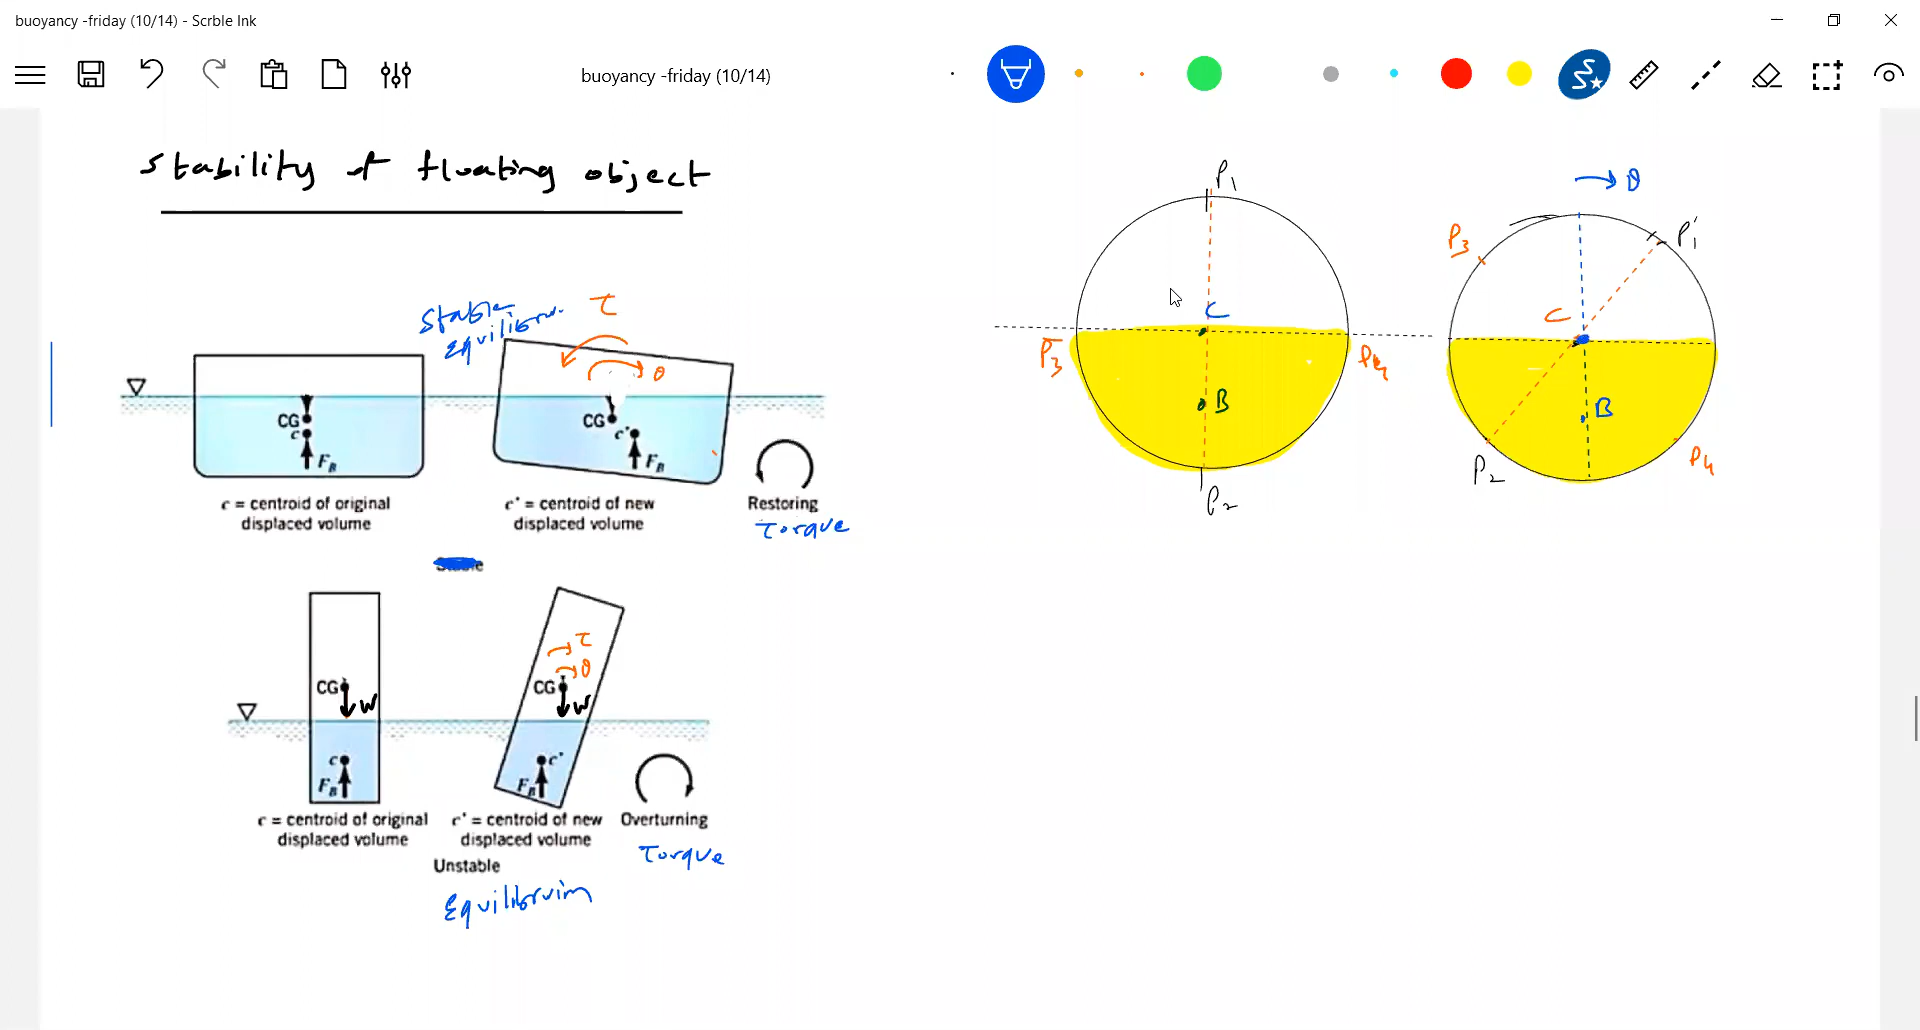 buoyancy -friday (10/14) - Scrble Ink
buoyancy -friday (10/14)
Stability of floating object
Stable
equilibriu.
τ
θ
CG
c
F_B
CG
c'
F_B
c = centroid of original
displaced volume
c' = centroid of new
displaced volume
Restoring
Torque
CG
W
c
F_B
τ
θ
CG
W
c'
F_B
c = centroid of original
displaced volume
c' = centroid of new
displaced volume
Overturning
Torque
Unstable
Equilibruim
P1
C
P3
P4
B
P2
θ
P1'
P3
C
B
P2
P4